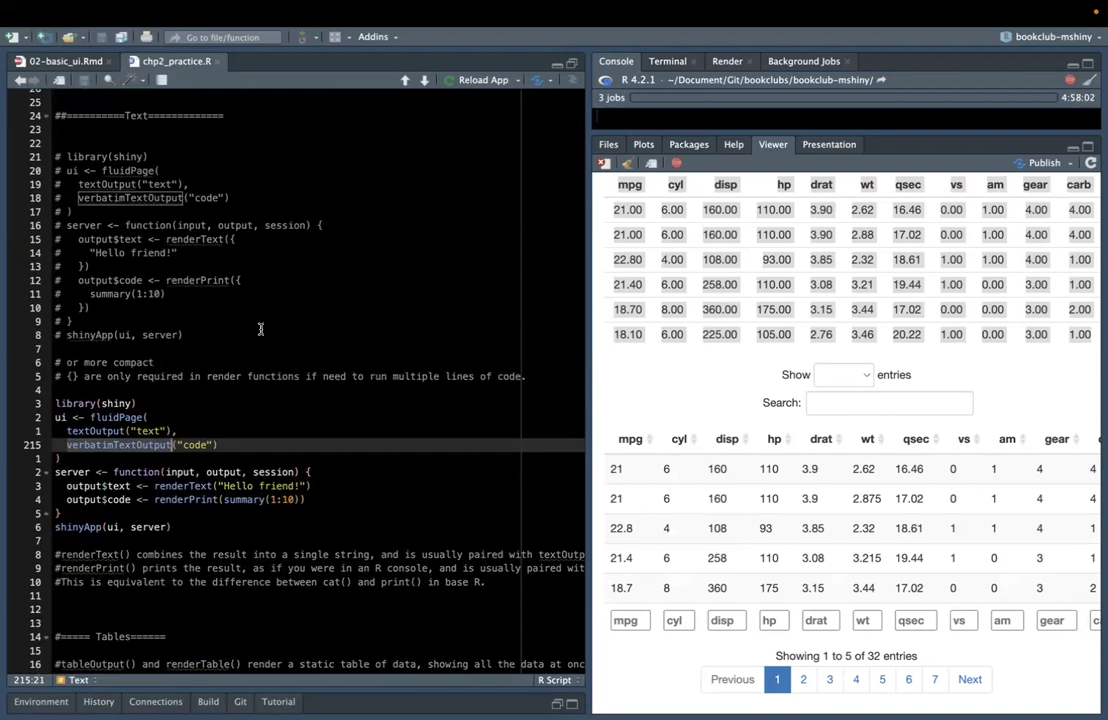 Go to file/function
Addins
bookclub-mshiny
02-basic_ui.Rmd
chp2_practice.R
Reload App
25
24 ##==========Text=============
23
22
21 # library(shiny)
20 # ui <- fluidPage(
19 #   textOutput("text"),
18 #   verbatimTextOutput("code")
17 # )
16 # server <- function(input, output, session) {
15 #   output$text <- renderText({
14 #     "Hello friend!"
13 #   })
12 #   output$code <- renderPrint({
11 #     summary(1:10)
10 #   })
9 # }
8 # shinyApp(ui, server)
7
6 # or more compact
5 # {} are only required in render functions if need to run multiple lines of code.
4
3 library(shiny)
2 ui <- fluidPage(
1   textOutput("text"),
215   verbatimTextOutput("code")
1 )
2 server <- function(input, output, session) {
3   output$text <- renderText("Hello friend!")
4   output$code <- renderPrint(summary(1:10))
5 }
6 shinyApp(ui, server)
7
8 #renderText() combines the result into a single string, and is usually paired with textOutp
9 #renderPrint() prints the result, as if you were in an R console, and is usually paired wit
10 #This is equivalent to the difference between cat() and print() in base R.
11
12
13
14 #===== Tables======
15
16 #tableOutput() and renderTable() render a static table of data, showing all the data at onc
215:21 Text R Script
Environment History Connections Build Git Tutorial
Console Terminal Render Background Jobs
R 4.2.1 · ~/Document/Git/bookclubs/bookclub-mshiny/
3 jobs 4:58:02
Files Plots Packages Help Viewer Presentation
Publish
mpg cyl disp hp drat wt qsec vs am gear carb
21.00 6.00 160.00 110.00 3.90 2.62 16.46 0.00 1.00 4.00 4.00
21.00 6.00 160.00 110.00 3.90 2.88 17.02 0.00 1.00 4.00 4.00
22.80 4.00 108.00 93.00 3.85 2.32 18.61 1.00 1.00 4.00 1.00
21.40 6.00 258.00 110.00 3.08 3.21 19.44 1.00 0.00 3.00 1.00
18.70 8.00 360.00 175.00 3.15 3.44 17.02 0.00 0.00 3.00 2.00
18.10 6.00 225.00 105.00 2.76 3.46 20.22 1.00 0.00 3.00 1.00
Show entries
Search:
mpg cyl disp hp drat wt qsec vs am gear c
21 6 160 110 3.9 2.62 16.46 0 1 4 4
21 6 160 110 3.9 2.875 17.02 0 1 4 4
22.8 4 108 93 3.85 2.32 18.61 1 1 4 1
21.4 6 258 110 3.08 3.215 19.44 1 0 3 1
18.7 8 360 175 3.15 3.44 17.02 0 0 3 2
mpg cyl disp hp drat wt qsec vs am gear c
Showing 1 to 5 of 32 entries
Previous 1 2 3 4 5 6 7 Next